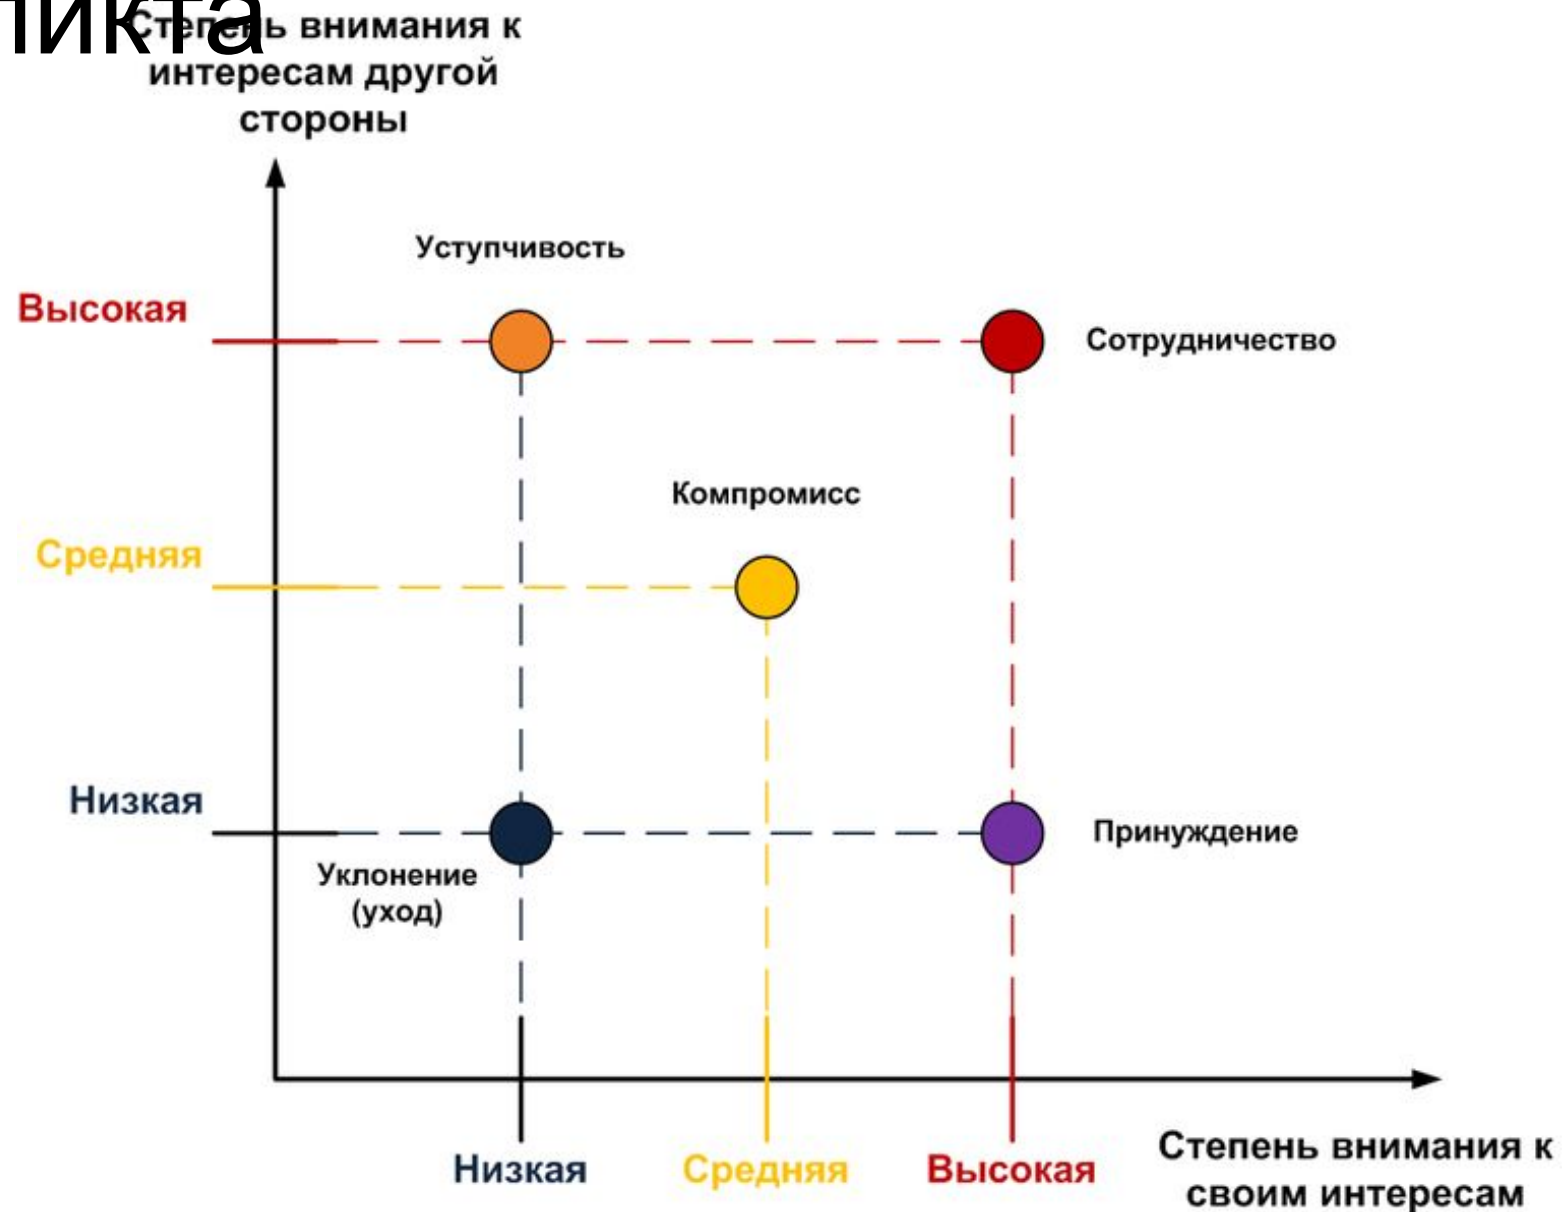 Степень внимания к
интересам другой
стороны
Уступчивость
Высокая
Сотрудничество
Компромисс
Средняя
Низкая
Принуждение
Уклонение
(уход)
Низкая
Средняя
Высокая
Степень внимания к
своим интересам